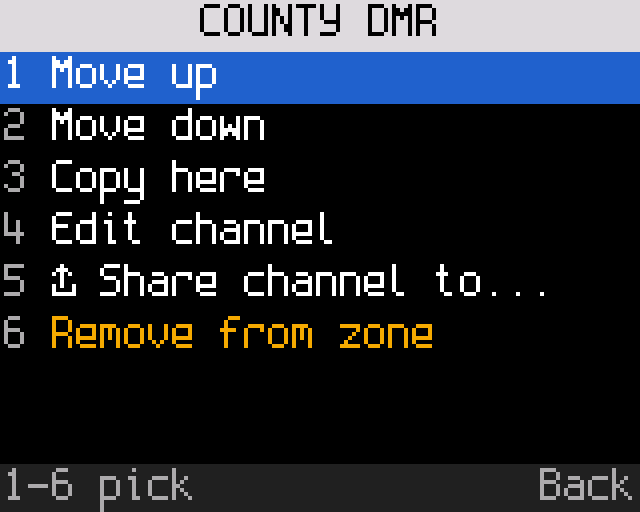 COUNTY DMR
1 Move up
2 Move down
3 Copy here
4 Edit channel
5 Share channel to...
6 Remove from zone
1-6 pick Back